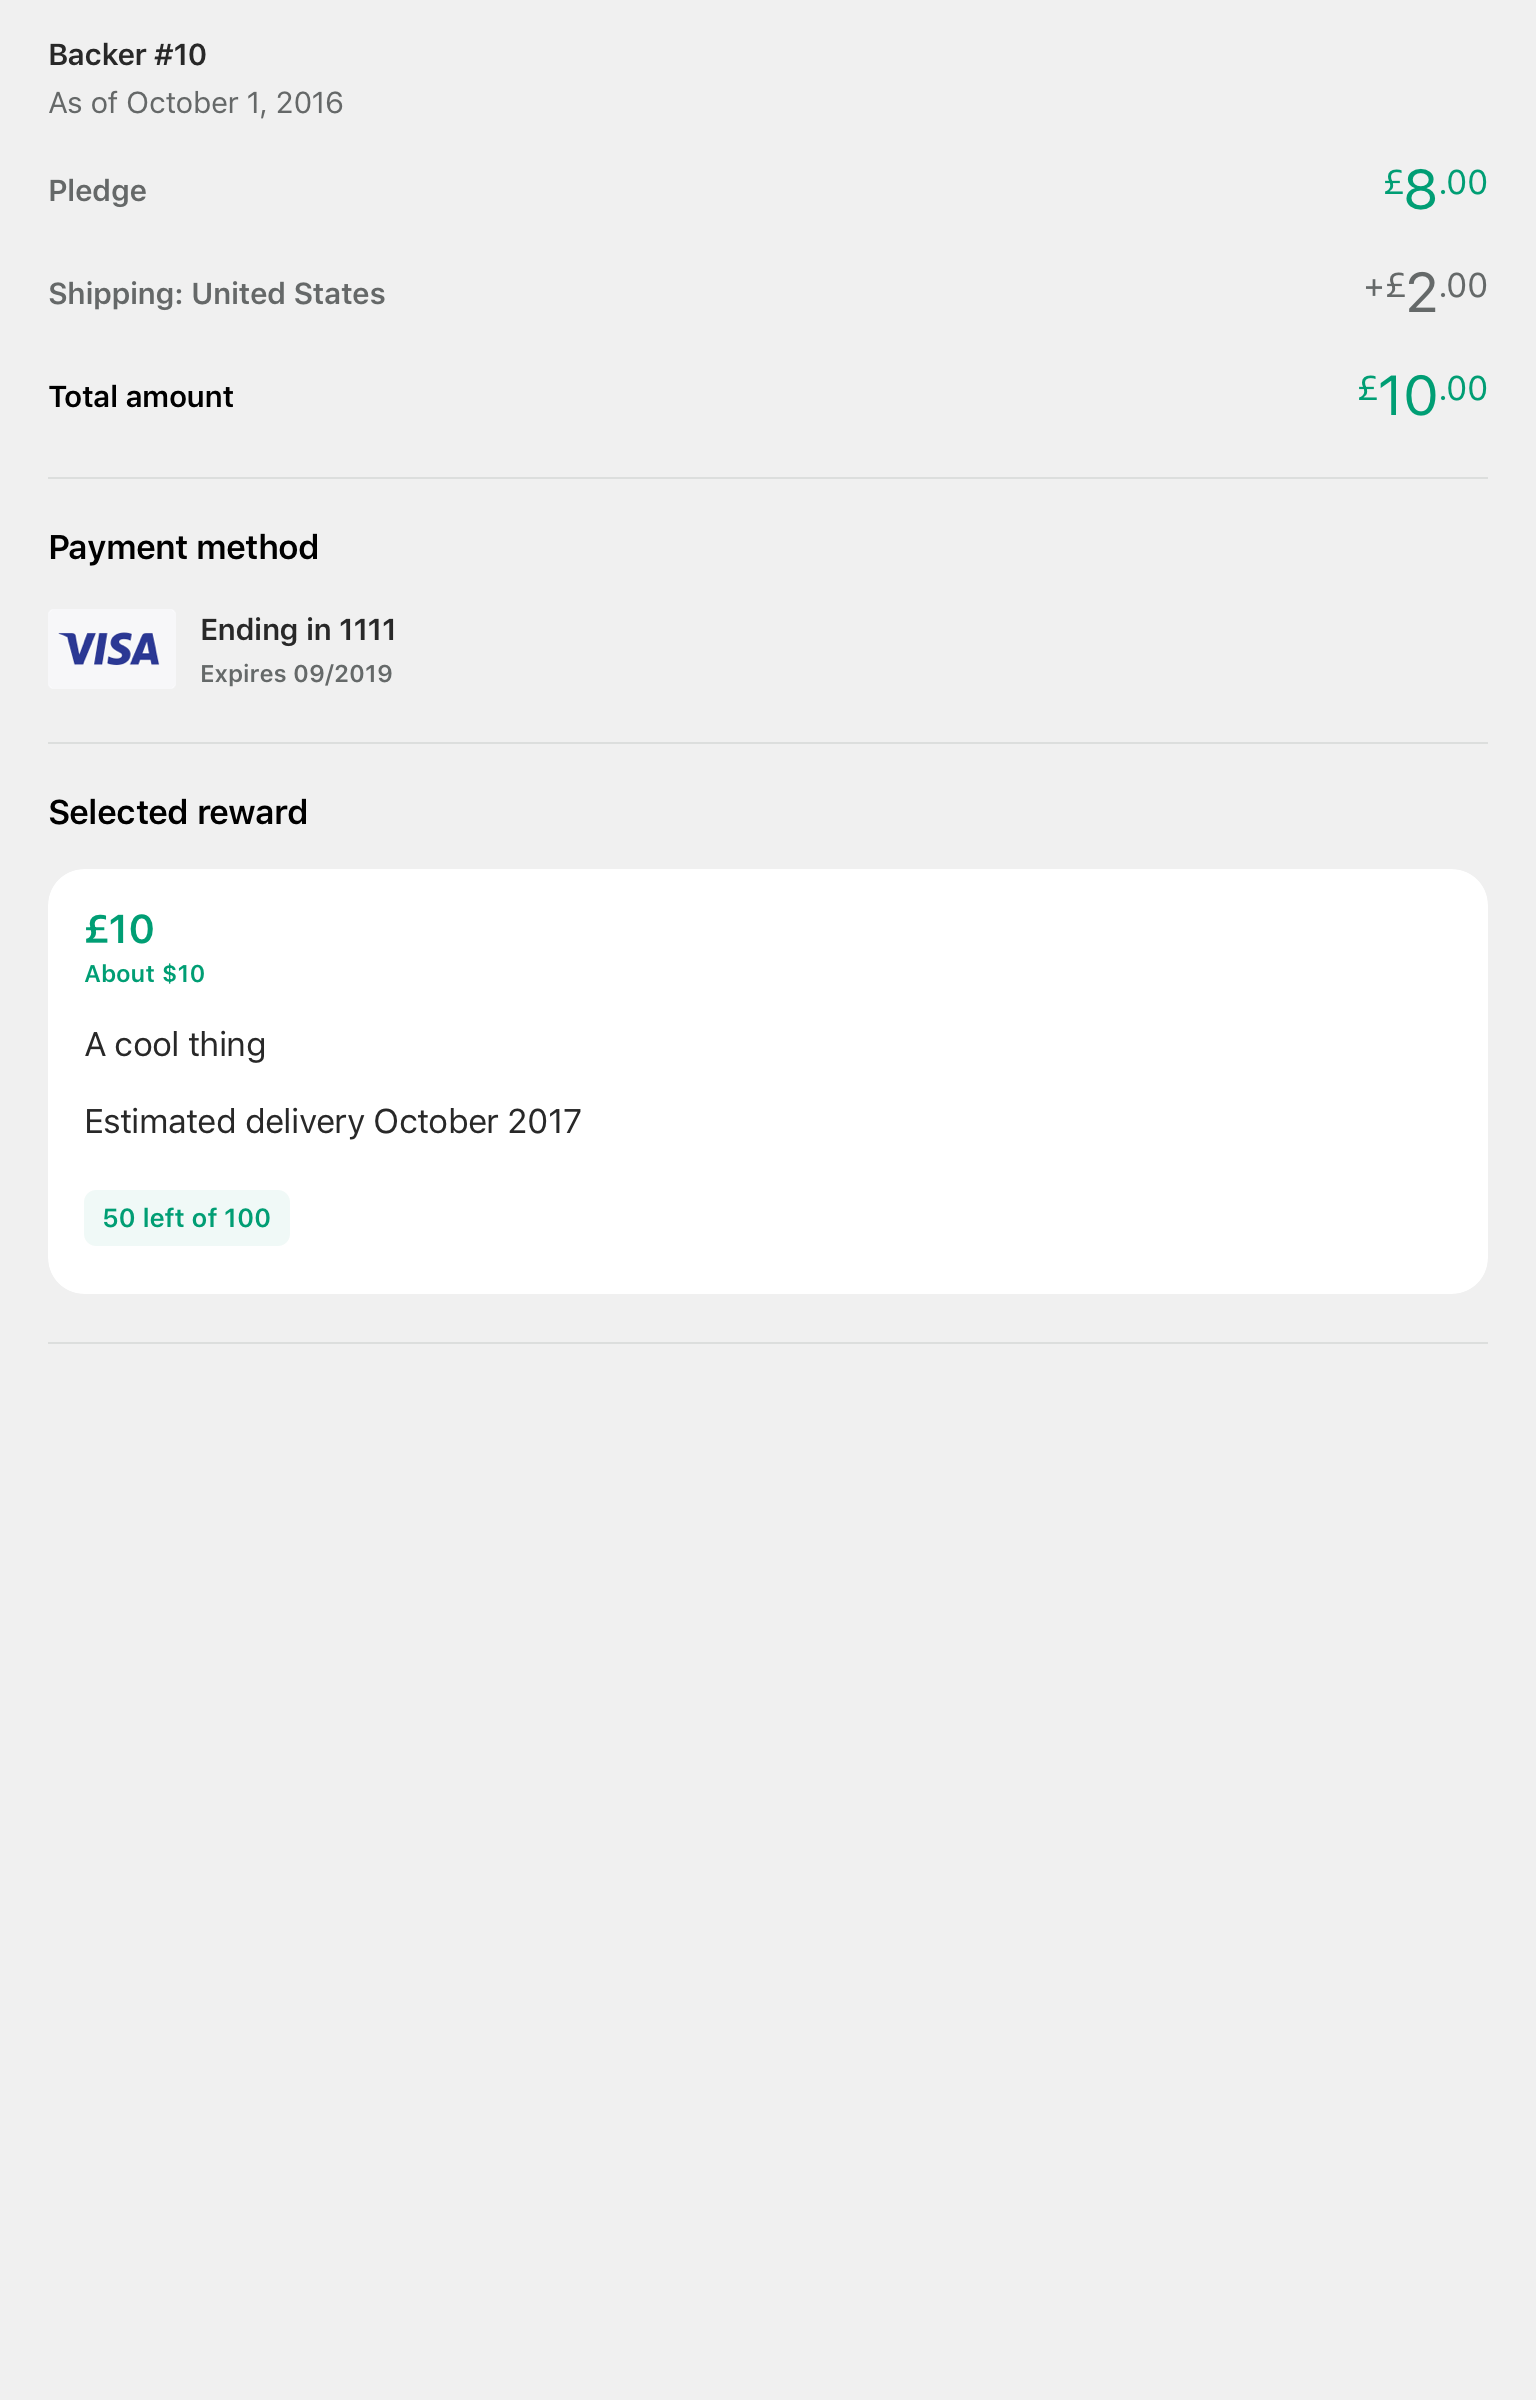 Backer #10
As of October 1, 2016
Pledge £8.00
Shipping: United States +£2.00
Total amount £10.00
Payment method
VISA Ending in 1111
Expires 09/2019
Selected reward
£10
About $10
A cool thing
Estimated delivery October 2017
50 left of 100